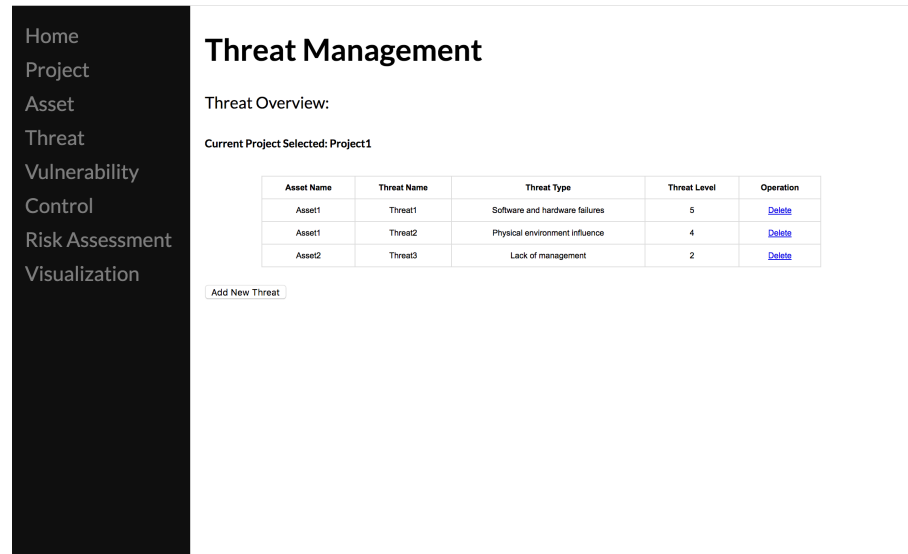 Home
Project
Asset
Threat
Vulnerability
Control
Risk Assessment
Visualization
Threat Management
Threat Overview:
Current Project Selected: Project1
Asset Name Threat Name Threat Type Threat Level Operation
Asset1 Threat1 Software and hardware failures 5 Delete
Asset1 Threat2 Physical environment influence 4 Delete
Asset2 Threat3 Lack of management 2 Delete
Add New Threat